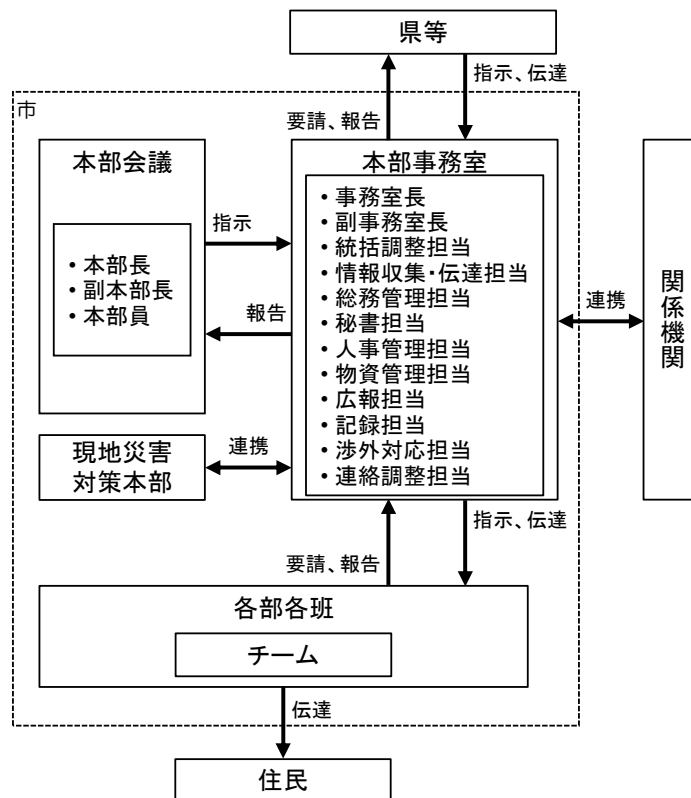 県等
指示、伝達
市
要請、報告
本部会議
本部事務室
・本部長
・副本部長
・本部員
指示
報告
・事務室長
・副事務室長
・統括調整担当
・情報収集・伝達担当
・総務管理担当
・秘書担当
・人事管理担当
・物資管理担当
・広報担当
・記録担当
・渉外対応担当
・連絡調整担当
連携
関係機関
現地災害
対策本部
連携
指示、伝達
要請、報告
各部各班
チーム
伝達
住民